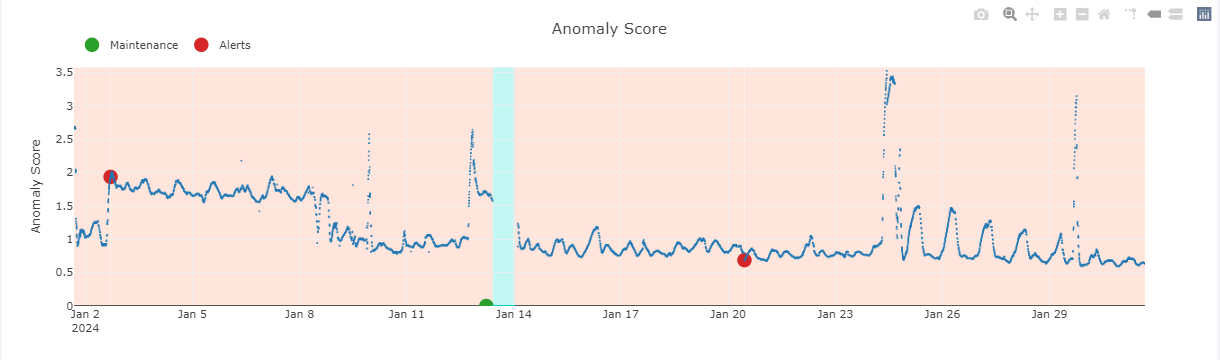 Anomaly Score
Maintenance
Alerts
Anomaly Score
3.5
3
2.5
2
1.5
1
0.5
0
Jan 2
2024
Jan 5
Jan 8
Jan 11
Jan 14
Jan 17
Jan 20
Jan 23
Jan 26
Jan 29